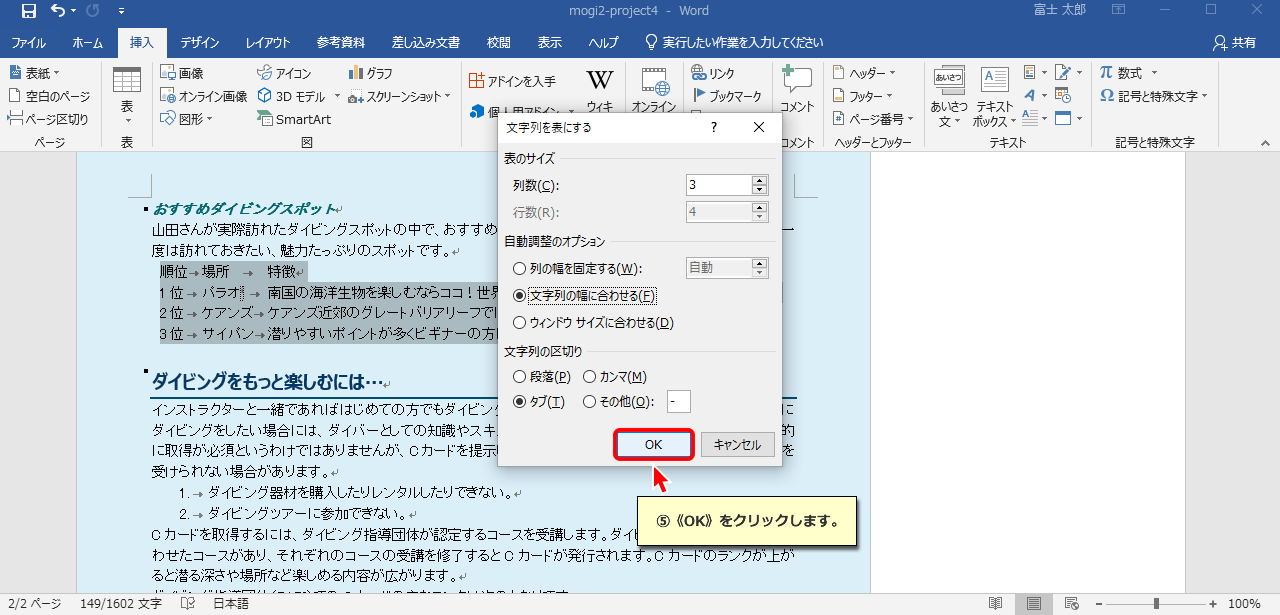 mogi2-project4 - Word
富士 太郎
ファイル ホーム 挿入 デザイン レイアウト 参考資料 差し込み文書 校閲 表示 ヘルプ 実行したい作業を入力してください 共有
表紙 画像 アイコン グラフ アドインを入手 リンク ヘッダー 数式
空白のページ オンライン画像 3D モデル スクリーンショット 個人用アドイン ウィキ オンライン ブックマーク コメント フッター あいさつ文 テキストボックス 記号と特殊文字
ページ区切り 表 図形 SmartArt ページ番号
ページ 表 図 コメント ヘッダーとフッター テキスト 記号と特殊文字
文字列を表にする ? ×
表のサイズ
列数(C): 3
行数(R): 4
自動調整のオプション
列の幅を固定する(W): 自動
文字列の幅に合わせる(F)
ウィンドウ サイズに合わせる(D)
文字列の区切り
段落(P) カンマ(M)
タブ(T) その他(O): -
OK キャンセル
⑤《OK》をクリックします。
おすすめダイビングスポット
山田さんが実際訪れたダイビングスポットの中で、おすすめ
一
度は訪れておきたい、魅力たっぷりのスポットです。
順位→場所 → 特徴
1 位→パラオ → 南国の海洋生物を楽しむならココ！世界
2 位→ケアンズ→ケアンズ近郊のグレートバリアリーフで
3 位→サイパン→潜りやすいポイントが多くビギナーの方に
ダイビングをもっと楽しむには…
インストラクターと一緒であればはじめての方でもダイビン
に
ダイビングをしたい場合には、ダイバーとしての知識やスキ
的
に取得が必須というわけではありませんが、C カードを提示
を
受けられない場合があります。
1.→ダイビング器材を購入したりレンタルしたりできない。
2.→ダイビングツアーに参加できない。
C カードを取得するには、ダイビング指導団体が認定するコースを受講します。ダイビ
わせたコースがあり、それぞれのコースの受講を修了すると C カードが発行されます。C カードのランクが上が
ると潜る深さや場所など楽しめる内容が広がります。
2/2 ページ 149/1602 文字 日本語 100%